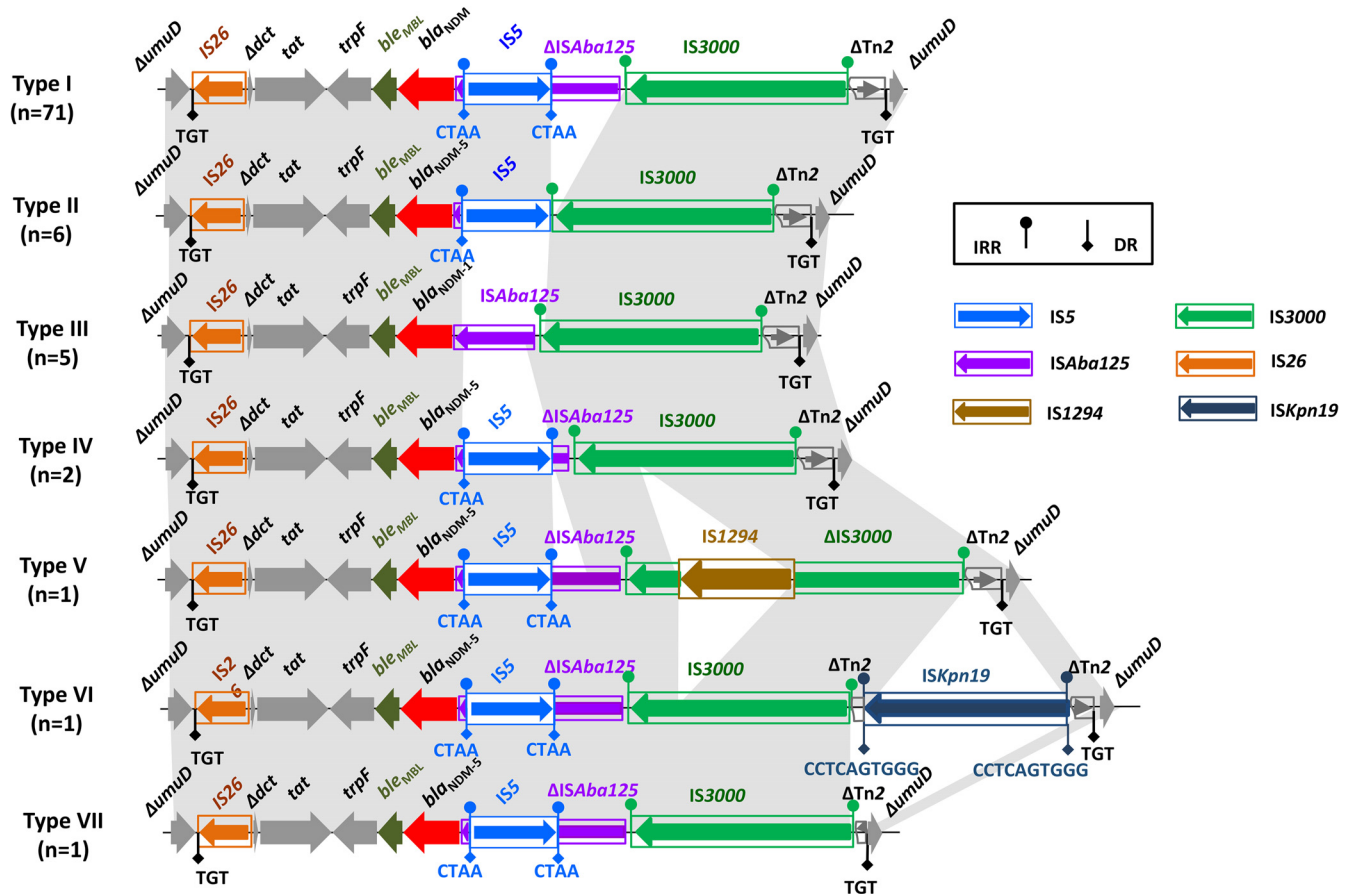 ΔumuD IS26 Δdct tat trpF bleMBL blaNDM IS5 ΔISAba125 IS3000 ΔTn2 ΔumuD
Type I
(n=71)
TGT CTAA CTAA TGT
ΔumuD IS26 Δdct tat trpF bleMBL blaNDM-5 IS5 IS3000 ΔTn2 ΔumuD
Type II
(n=6)
TGT CTAA TGT
IRR DR
ΔumuD IS26 Δdct tat trpF bleMBL blaNDM-1 ISAba125 IS3000 ΔTn2 ΔumuD
Type III
(n=5)
TGT TGT
IS5 IS3000
ISAba125 IS26
IS1294 ISKpn19
ΔumuD IS26 Δdct tat trpF bleMBL blaNDM-5 IS5 ΔISAba125 IS3000 ΔTn2 ΔumuD
Type IV
(n=2)
TGT CTAA TGT
ΔumuD IS26 Δdct tat trpF bleMBL blaNDM-5 IS5 ΔISAba125 IS1294 ΔIS3000 ΔTn2 ΔumuD
Type V
(n=1)
TGT CTAA CTAA TGT
ΔumuD IS2 6 Δdct tat trpF bleMBL blaNDM-5 IS5 ΔISAba125 IS3000 ΔTn2 ISKpn19 ΔTn2 ΔumuD
Type VI
(n=1)
TGT CTAA CTAA CCTCAGTGGG CCTCAGTGGG TGT
ΔumuD IS26 Δdct tat trpF bleMBL blaNDM-5 IS5 ΔISAba125 IS3000 ΔTn2 ΔumuD
Type VII
(n=1)
TGT CTAA CTAA TGT